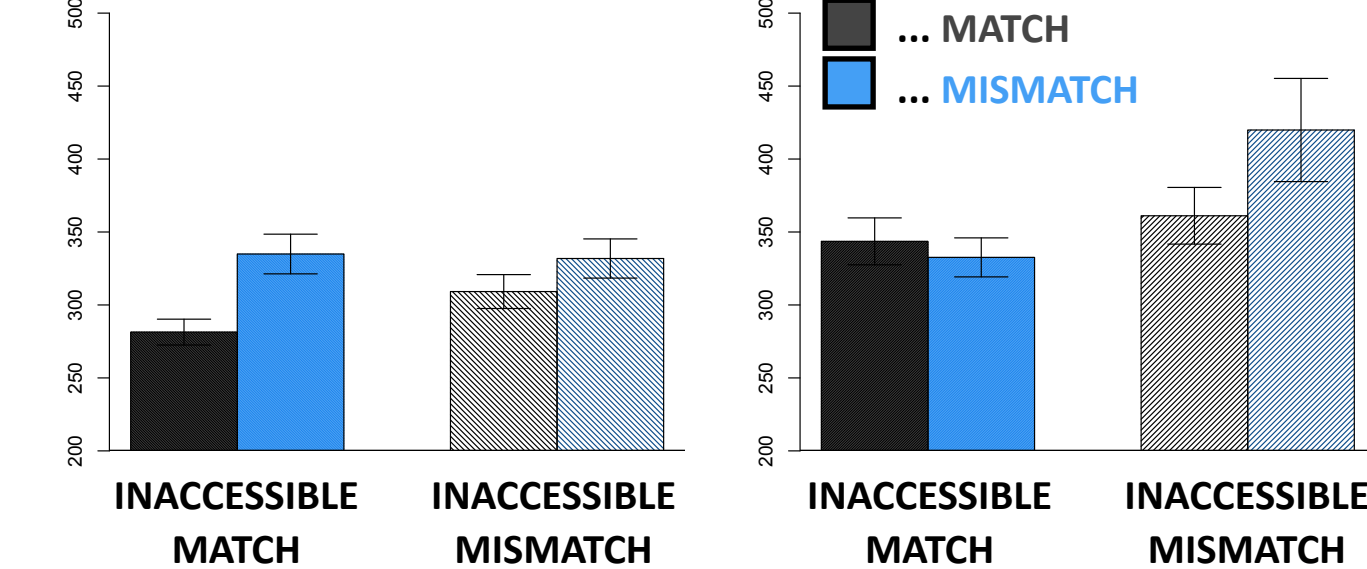 500
450
400
350
300
250
200
INACCESSIBLE
MATCH
INACCESSIBLE
MISMATCH
500
450
400
350
300
250
200
... MATCH
... MISMATCH
INACCESSIBLE
MATCH
INACCESSIBLE
MISMATCH